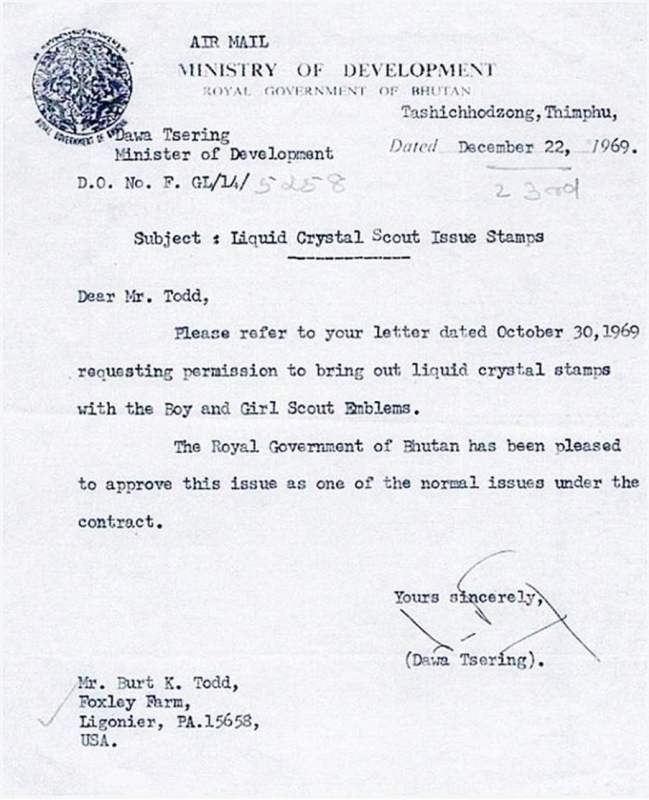 AIR MAIL
MINISTRY OF DEVELOPMENT
ROYAL GOVERNMENT OF BHUTAN
ROYAL GOVERNMENT OF
Tashichhodzong, Thimphu,
Dawa Tsering
Minister of Development
Dated December 22, 1969.
D.O. No. F. GL/14/5258
23rd
Subject : Liquid Crystal Scout Issue Stamps
Dear Mr. Todd,
Please refer to your letter dated October 30,1969
requesting permission to bring out liquid crystal stamps
with the Boy and Girl Scout Emblems.
The Royal Government of Bhutan has been pleased
to approve this issue as one of the normal issues under the
contract.
Yours sincerely,
(Dawa Tsering).
Mr. Burt K. Todd,
Foxley Farm,
Ligonier, PA.15658,
USA.